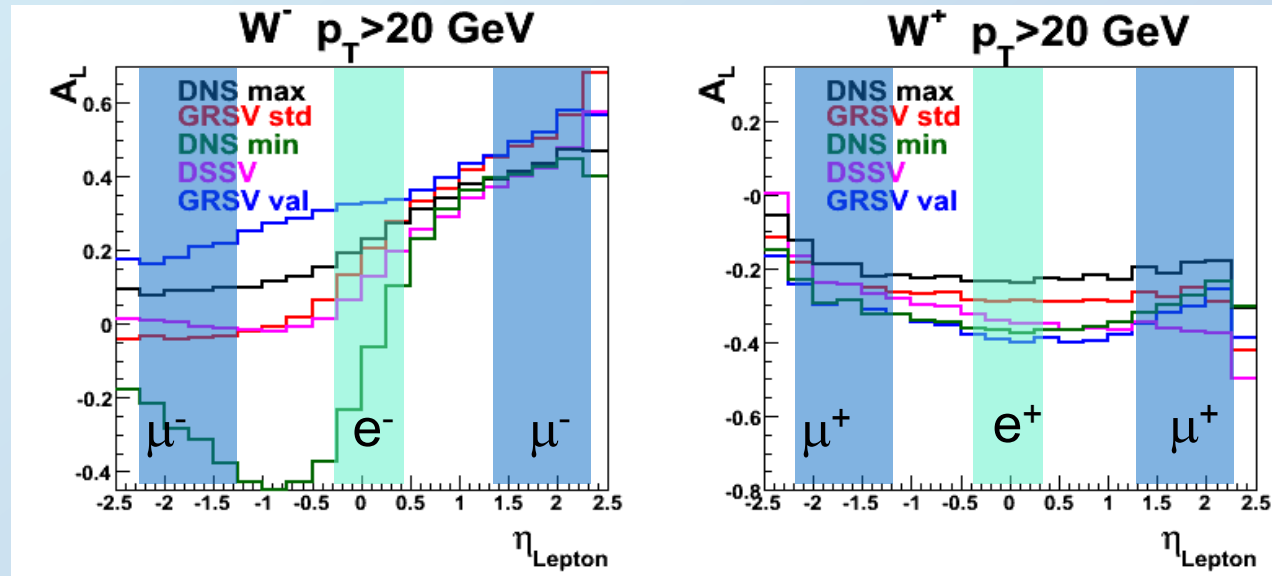 W⁻ p_T>20 GeV
A_L
DNS max
GRSV std
DNS min
DSSV
GRSV val
0.6
0.4
0.2
0
-0.2
-0.4
μ⁻
e⁻
μ⁻
-2.5 -2 -1.5 -1 -0.5 0 0.5 1 1.5 2 2.5
η_Lepton
W⁺ p_T>20 GeV
A_L
DNS max
GRSV std
DNS min
DSSV
GRSV val
0.2
-0
-0.2
-0.4
-0.6
-0.8
μ⁺
e⁺
μ⁺
-2.5 -2 -1.5 -1 -0.5 0 0.5 1 1.5 2 2.5
η_Lepton